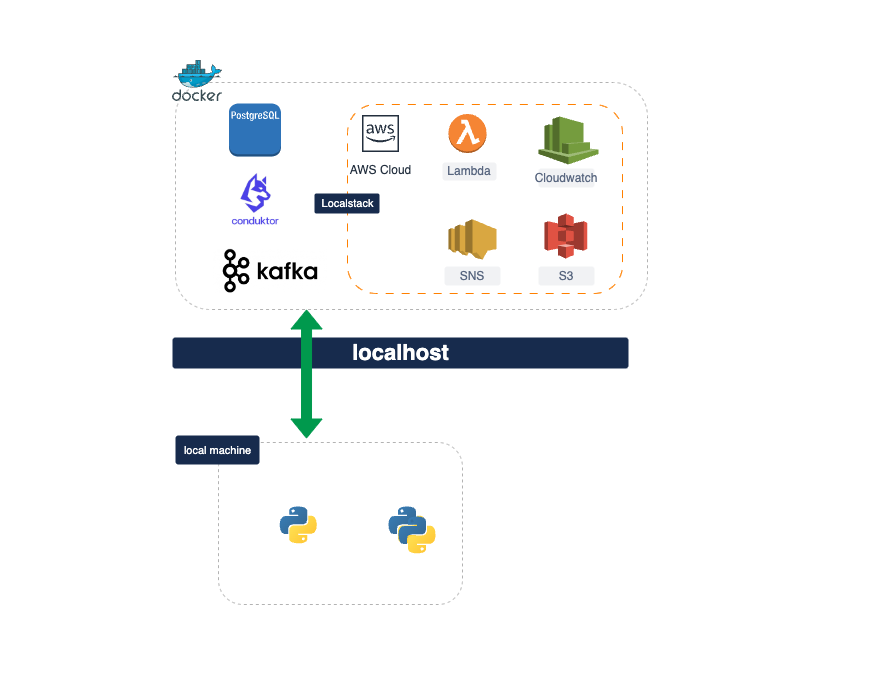 docker
PostgreSQL
aws
AWS Cloud
Lambda
Cloudwatch
conduktor
Localstack
kafka
SNS
S3
localhost
local machine